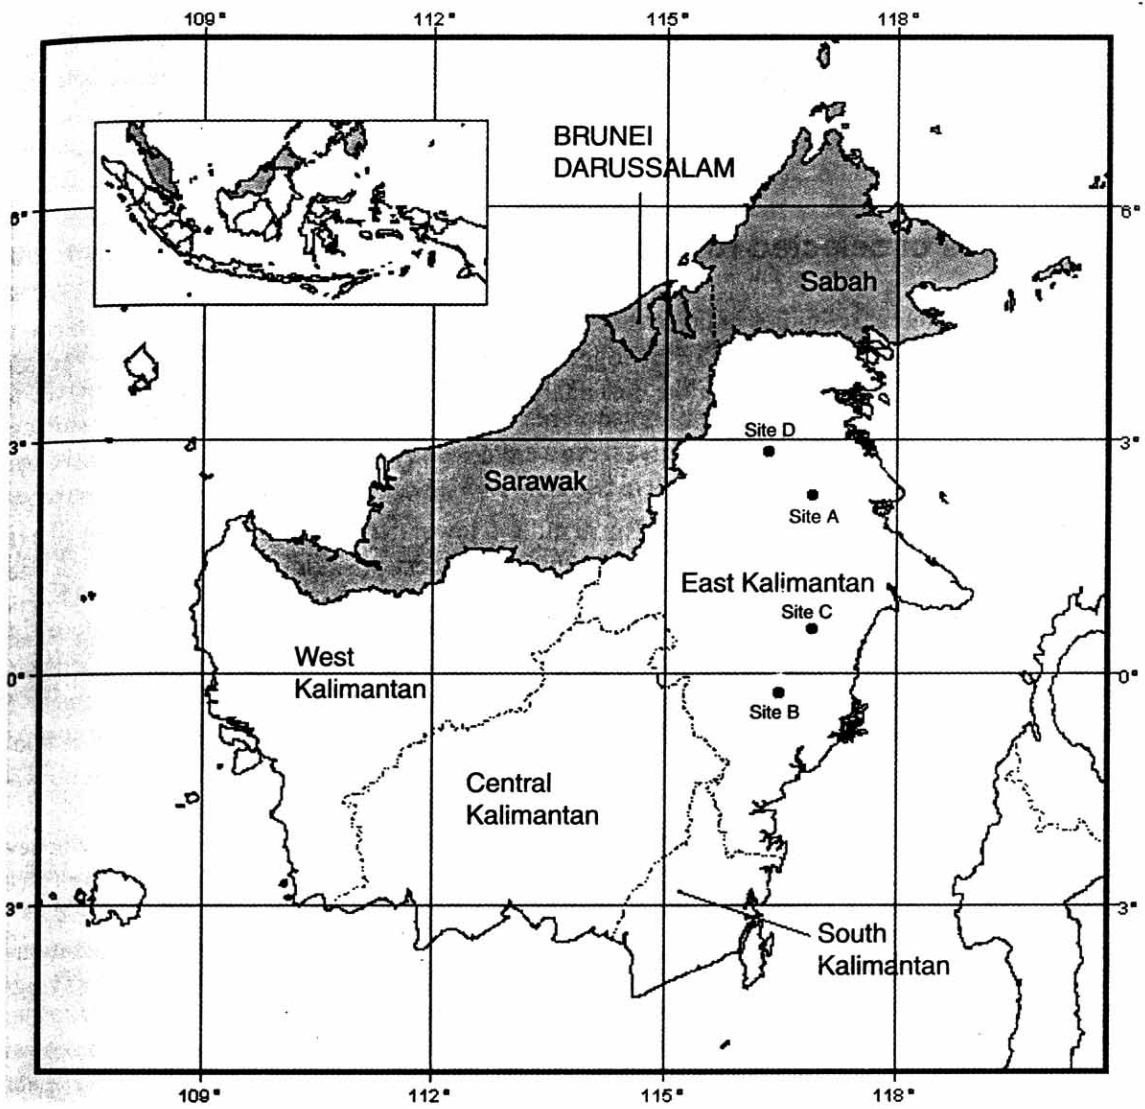 109° 112° 115° 118°
BRUNEI
DARUSSALAM
6° 6°
Sabah
3° 3°
Site D
Sarawak
Site A
East Kalimantan
Site C
West
Kalimantan
0° 0°
Site B
Central
Kalimantan
3° 3°
South
Kalimantan
109° 112° 115° 118°